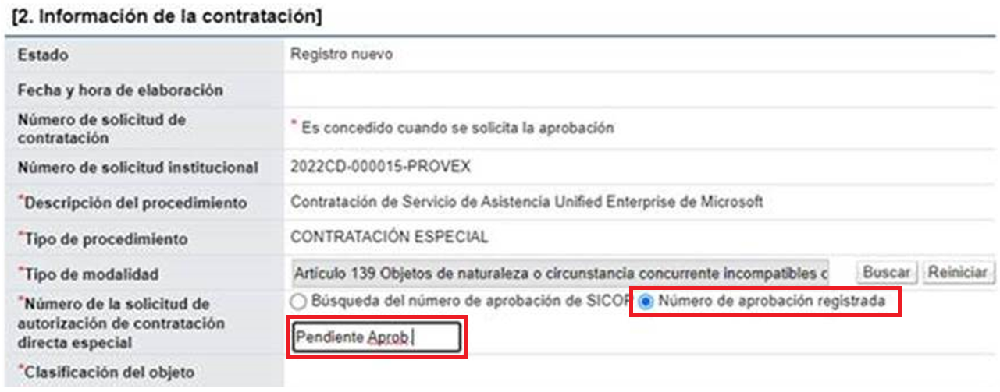 [2. Información de la contratación]
Estado Registro nuevo
Fecha y hora de elaboración
Número de solicitud de contratación * Es concedido cuando se solicita la aprobación
Número de solicitud institucional 2022CD-000015-PROVEX
*Descripción del procedimiento Contratación de Servicio de Asistencia Unified Enterprise de Microsoft
*Tipo de procedimiento CONTRATACIÓN ESPECIAL
*Tipo de modalidad Artículo 139 Objetos de naturaleza o circunstancia concurrente incompatibles c Buscar Reiniciar
*Número de la solicitud de autorización de contratación directa especial Búsqueda del número de aprobación de SICOP Número de aprobación registrada
Pendiente Aprob.
*Clasificación del objeto